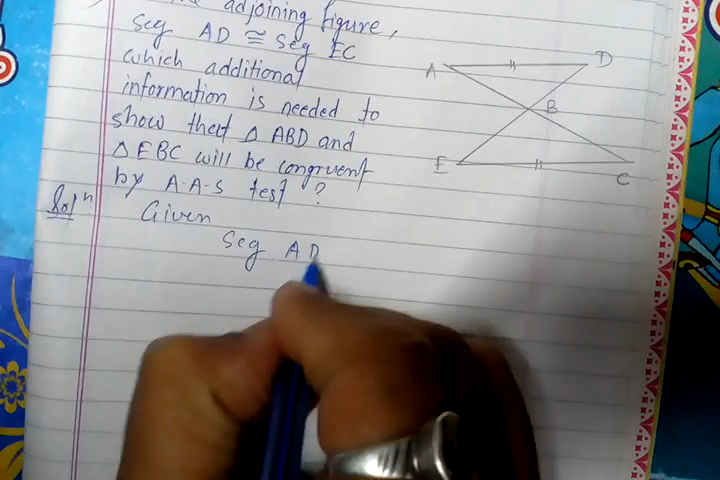 adjoining figure,
seg AD ≅ seg EC
which additional
information is needed to
show that △ ABD and
△ EBC will be congruent
by A-A-S test ?
Solⁿ Given
seg AD
A
D
B
E
C